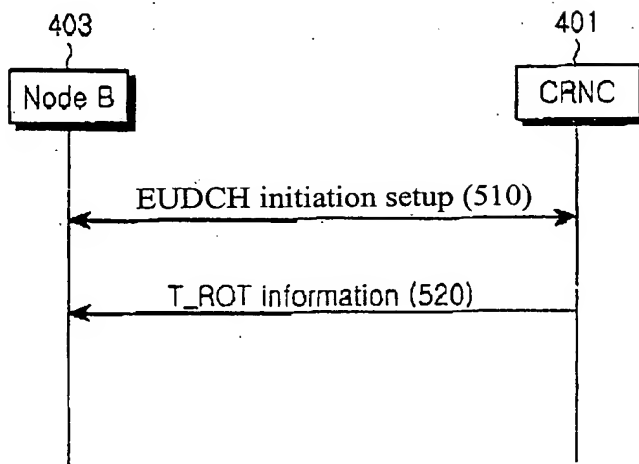 403
401
Node B
CRNC
EUDCH initiation setup (510)
T_ROT information (520)